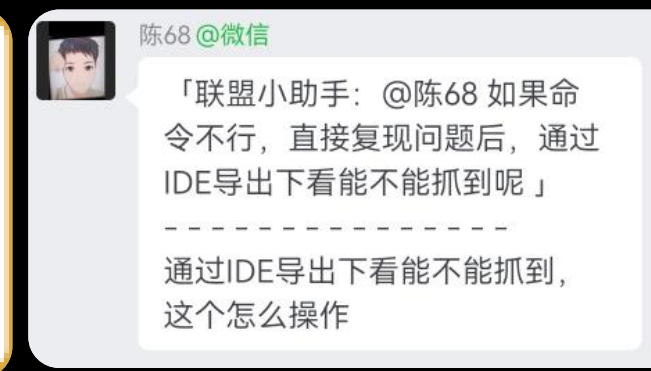 陈68@微信
「联盟小助手：@陈68 如果命
令不行，直接复现问题后，通过
IDE导出下看能不能抓到呢」
- - - - - - - - - - - - - - -
通过IDE导出下看能不能抓到，
这个怎么操作